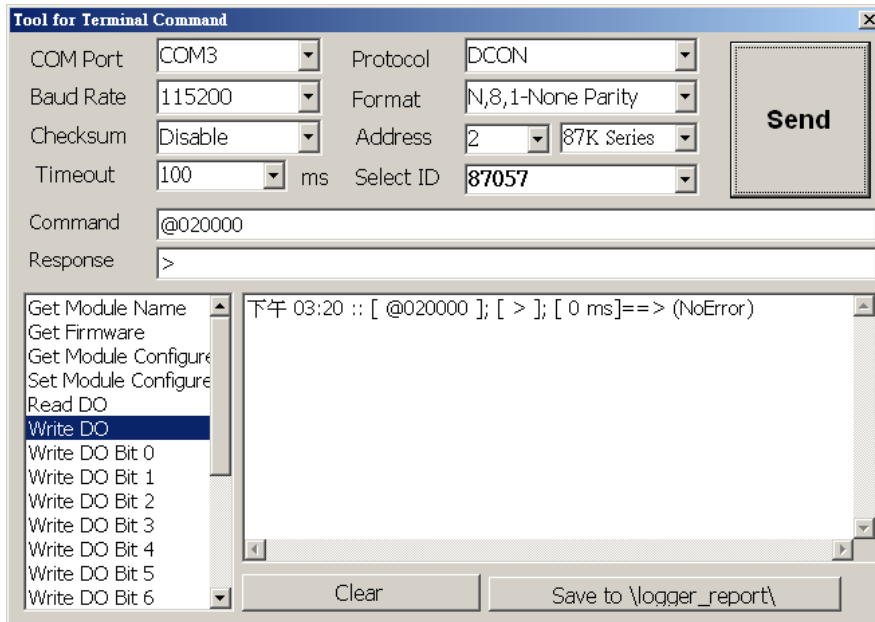 Tool for Terminal Command
COM Port COM3 Protocol DCON
Baud Rate 115200 Format N,8,1-None Parity
Send
Checksum Disable Address 2 87K Series
Timeout 100 ms Select ID 87057
Command @020000
Response >
Get Module Name
Get Firmware
Get Module Configure
Set Module Configure
Read DO
Write DO
Write DO Bit 0
Write DO Bit 1
Write DO Bit 2
Write DO Bit 3
Write DO Bit 4
Write DO Bit 5
Write DO Bit 6
下午 03:20 :: [ @020000 ]; [ > ]; [ 0 ms]==> (NoError)
Clear Save to \logger_report\